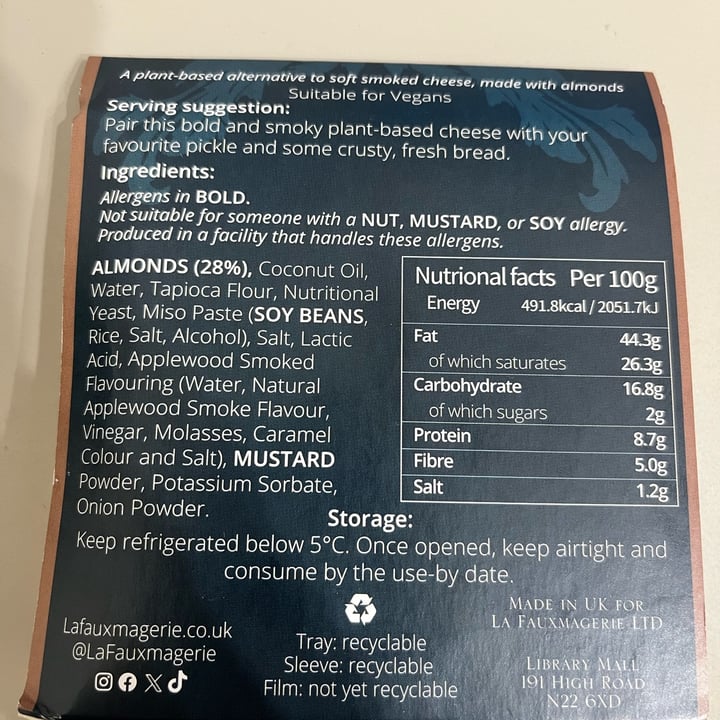 A plant-based alternative to soft smoked cheese, made with almonds
Suitable for Vegans
Serving suggestion:
Pair this bold and smoky plant-based cheese with your
favourite pickle and some crusty, fresh bread.
Ingredients:
Allergens in BOLD.
Not suitable for someone with a NUT, MUSTARD, or SOY allergy.
Produced in a facility that handles these allergens.
ALMONDS (28%), Coconut Oil,
Water, Tapioca Flour, Nutritional
Yeast, Miso Paste (SOY BEANS,
Rice, Salt, Alcohol), Salt, Lactic
Acid, Applewood Smoked
Flavouring (Water, Natural
Applewood Smoke Flavour,
Vinegar, Molasses, Caramel
Colour and Salt), MUSTARD
Powder, Potassium Sorbate,
Onion Powder.
Nutrional facts Per 100g
Energy 491.8kcal / 2051.7kJ
Fat 44.3g
of which saturates 26.3g
Carbohydrate 16.8g
of which sugars 2g
Protein 8.7g
Fibre 5.0g
Salt 1.2g
Storage:
Keep refrigerated below 5°C. Once opened, keep airtight and
consume by the use-by date.
Lafauxmagerie.co.uk
@LaFauxmagerie
Tray: recyclable
Sleeve: recyclable
Film: not yet recyclable
MADE IN UK FOR
LA FAUXMAGERIE LTD
LIBRARY MALL
191 HIGH ROAD
N22 6XD